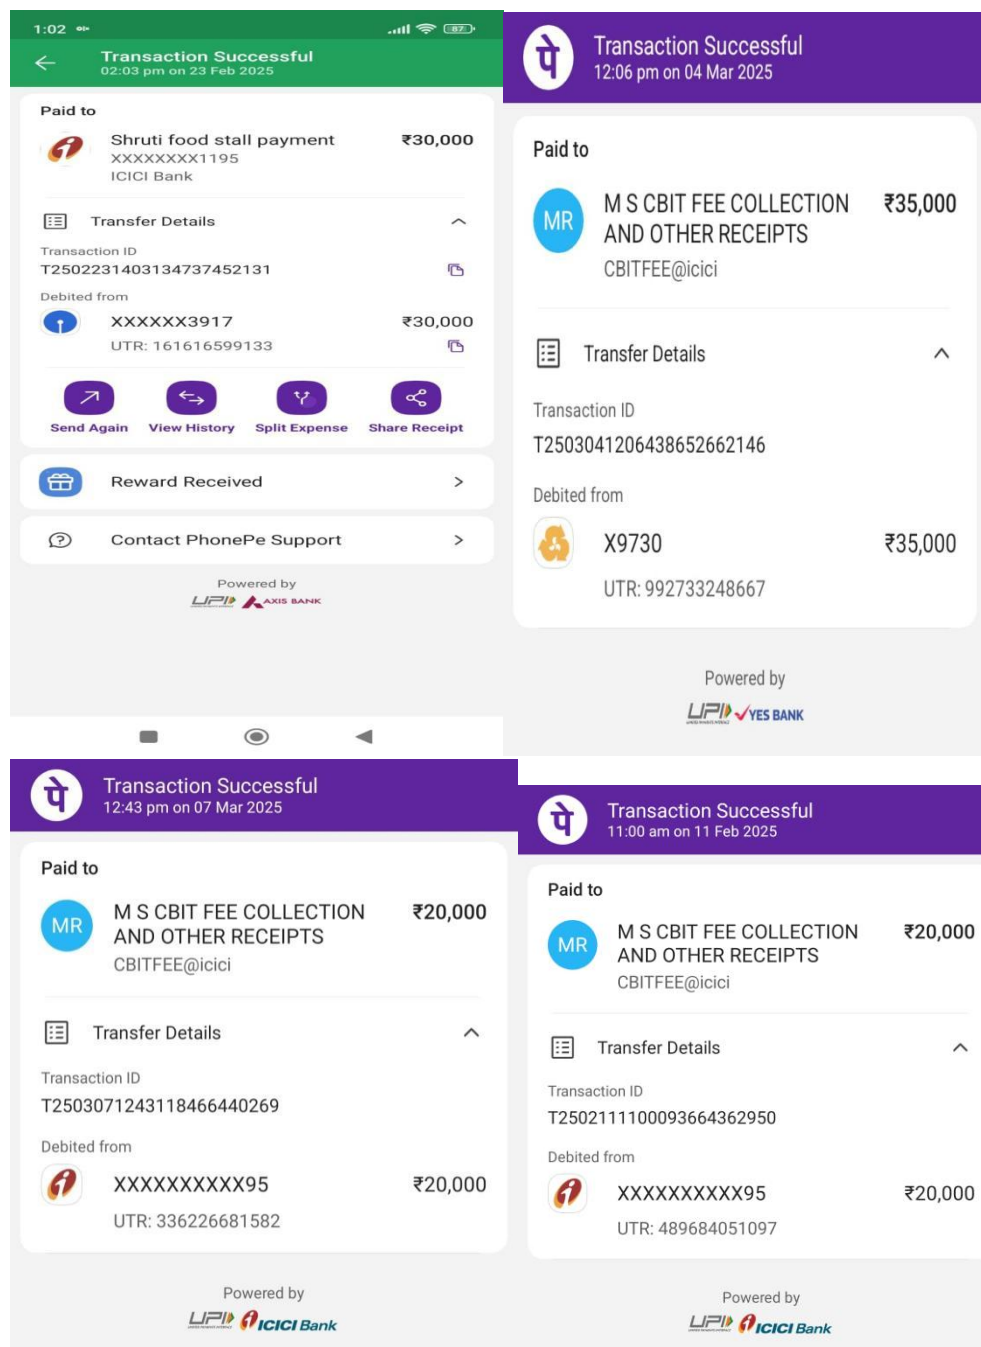 1:02
87
Transaction Successful
02:03 pm on 23 Feb 2025
Paid to
Shruti food stall payment ₹30,000
XXXXXXXX1195
ICICI Bank
Transfer Details
Transaction ID
T2502231403134737452131
Debited from
XXXXXX3917 ₹30,000
UTR: 161616599133
Send Again View History Split Expense Share Receipt
Reward Received
Contact PhonePe Support
Powered by
UPI AXIS BANK
पे
Transaction Successful
12:06 pm on 04 Mar 2025
Paid to
MR
M S CBIT FEE COLLECTION ₹35,000
AND OTHER RECEIPTS
CBITFEE@icici
Transfer Details
Transaction ID
T2503041206438652662146
Debited from
X9730 ₹35,000
UTR: 992733248667
Powered by
UPI YES BANK
पे
Transaction Successful
12:43 pm on 07 Mar 2025
Paid to
MR
M S CBIT FEE COLLECTION ₹20,000
AND OTHER RECEIPTS
CBITFEE@icici
Transfer Details
Transaction ID
T2503071243118466440269
Debited from
XXXXXXXXXX95 ₹20,000
UTR: 336226681582
Powered by
UPI ICICI Bank
पे
Transaction Successful
11:00 am on 11 Feb 2025
Paid to
MR
M S CBIT FEE COLLECTION ₹20,000
AND OTHER RECEIPTS
CBITFEE@icici
Transfer Details
Transaction ID
T2502111100093664362950
Debited from
XXXXXXXXXX95 ₹20,000
UTR: 489684051097
Powered by
UPI ICICI Bank